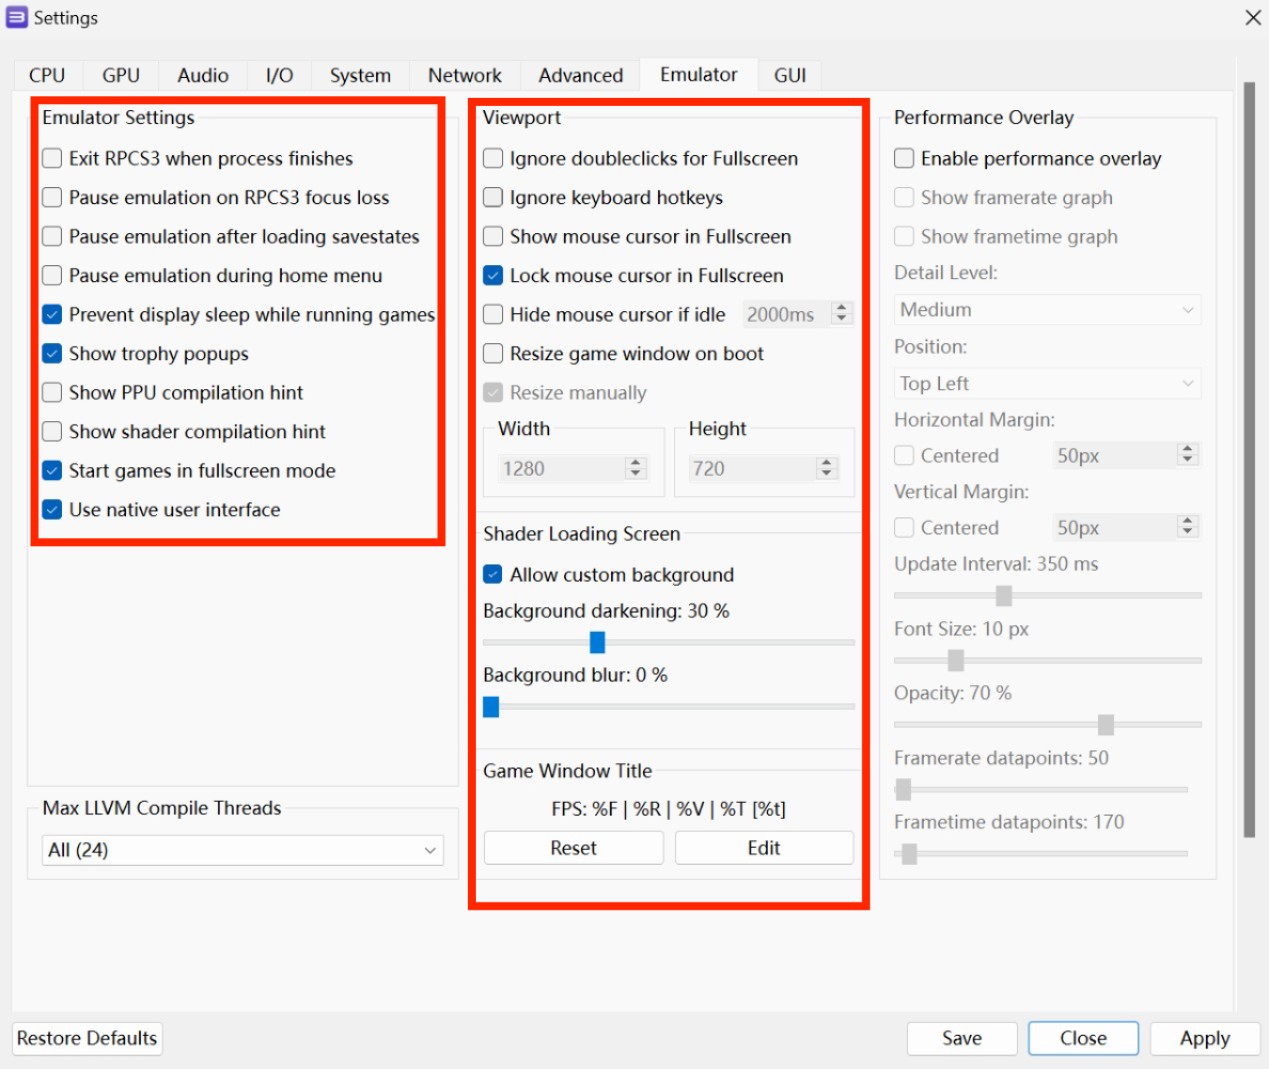 Settings
CPU
GPU
Audio
I/O
System
Network
Advanced
Emulator
GUI
Emulator Settings
Exit RPCS3 when process finishes
Pause emulation on RPCS3 focus loss
Pause emulation after loading savestates
Pause emulation during home menu
Prevent display sleep while running games
Show trophy popups
Show PPU compilation hint
Show shader compilation hint
Start games in fullscreen mode
Use native user interface
Max LLVM Compile Threads
All (24)
Viewport
Ignore doubleclicks for Fullscreen
Ignore keyboard hotkeys
Show mouse cursor in Fullscreen
Lock mouse cursor in Fullscreen
Hide mouse cursor if idle 2000ms
Resize game window on boot
Resize manually
Width
1280
Height
720
Shader Loading Screen
Allow custom background
Background darkening: 30 %
Background blur: 0 %
Game Window Title
FPS: %F | %R | %V | %T [%t]
Reset
Edit
Performance Overlay
Enable performance overlay
Show framerate graph
Show frametime graph
Detail Level:
Medium
Position:
Top Left
Horizontal Margin:
Centered 50px
Vertical Margin:
Centered 50px
Update Interval: 350 ms
Font Size: 10 px
Opacity: 70 %
Framerate datapoints: 50
Frametime datapoints: 170
Restore Defaults
Save
Close
Apply